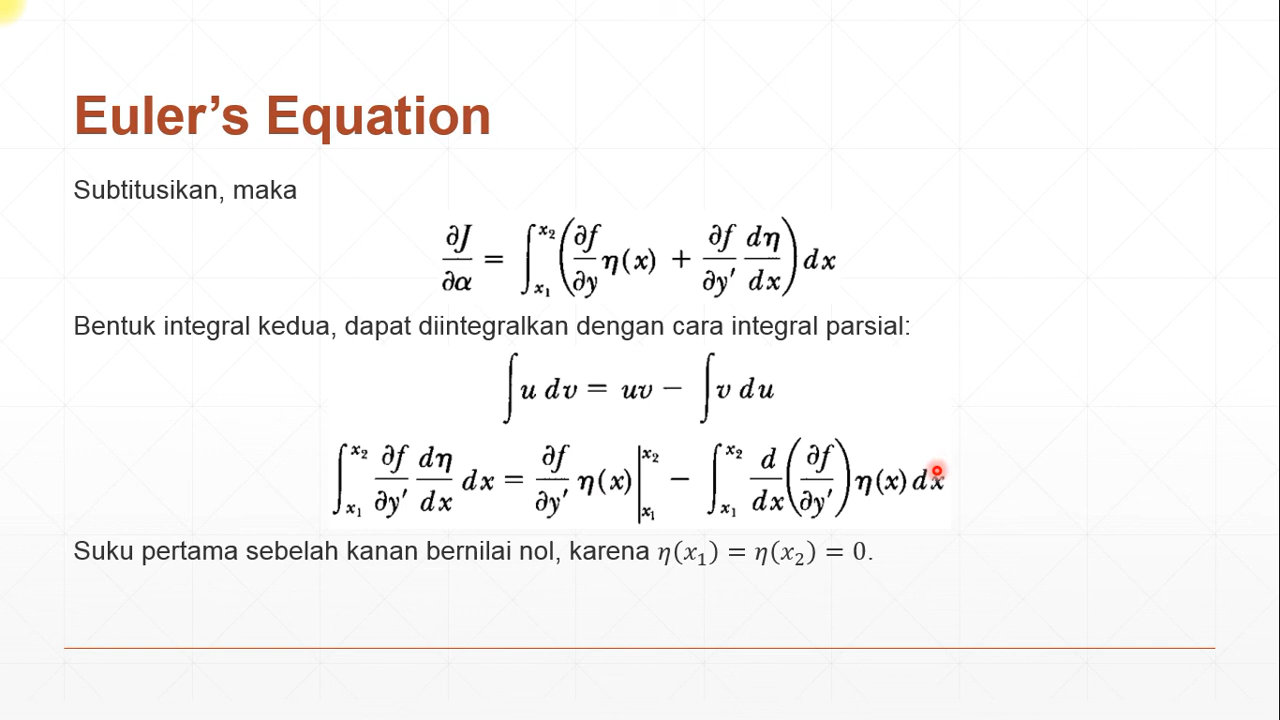 Euler’s Equation
Subtitusikan, maka
∂J/∂α = ∫_{x₁}^{x₂} (∂f/∂y η(x) + ∂f/∂y′ dη/dx) dx
Bentuk integral kedua, dapat diintegralkan dengan cara integral parsial:
∫ u dv = uv − ∫ v du
∫_{x₁}^{x₂} ∂f/∂y′ dη/dx dx = ∂f/∂y′ η(x) |_{x₁}^{x₂} − ∫_{x₁}^{x₂} d/dx (∂f/∂y′) η(x) dx
Suku pertama sebelah kanan bernilai nol, karena η(x₁) = η(x₂) = 0.